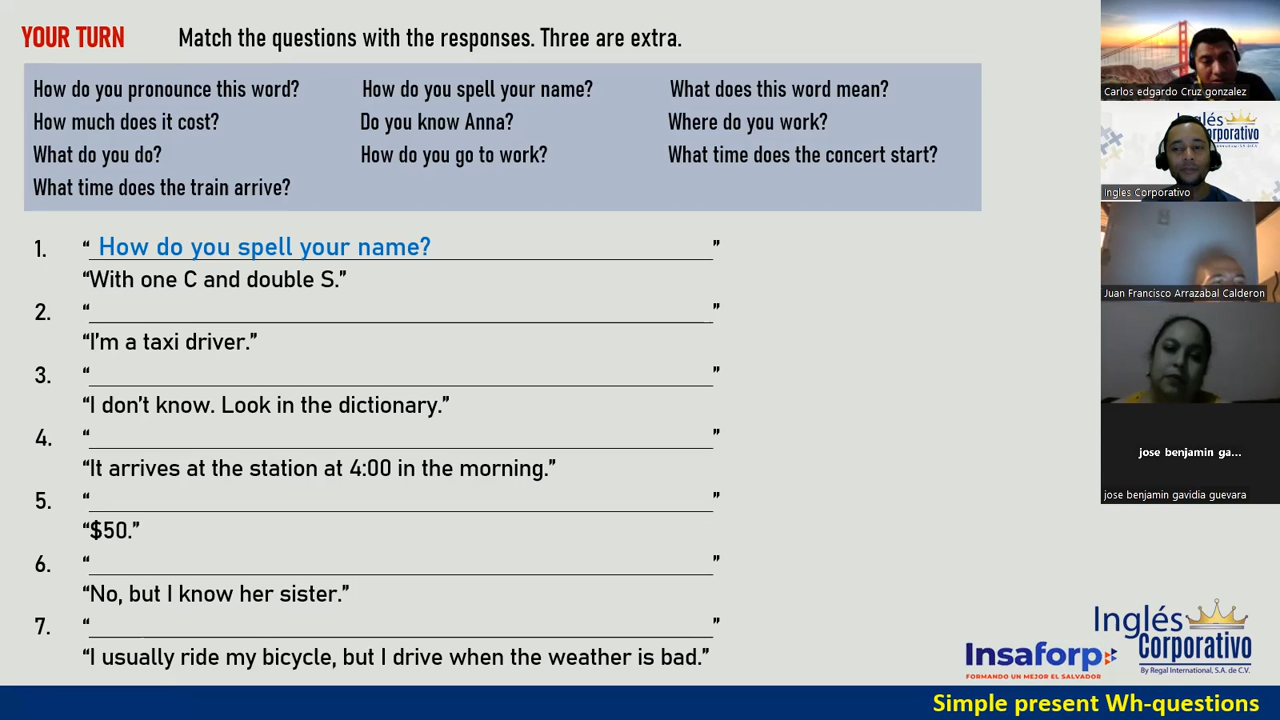 YOUR TURN Match the questions with the responses. Three are extra.
How do you pronounce this word? How do you spell your name? What does this word mean?
How much does it cost? Do you know Anna? Where do you work?
What do you do? How do you go to work? What time does the concert start?
What time does the train arrive?
1. “ How do you spell your name? ”
“With one C and double S.”
2. “ ”
“I’m a taxi driver.”
3. “ ”
“I don’t know. Look in the dictionary.”
4. “ ”
“It arrives at the station at 4:00 in the morning.”
5. “ ”
“$50.”
6. “ ”
“No, but I know her sister.”
7. “ ”
“I usually ride my bicycle, but I drive when the weather is bad.”
Carlos edgardo Cruz gonzalez
Inglés
Corporativo
Ingles Corporativo
Juan Francisco Arrazabal Calderon
jose benjamin ga...
jose benjamin gavidia guevara
Insaforp
FORMANDO UN MEJOR EL SALVADOR
Inglés
Corporativo
By Regal International, S.A. de C.V.
Simple present Wh-questions